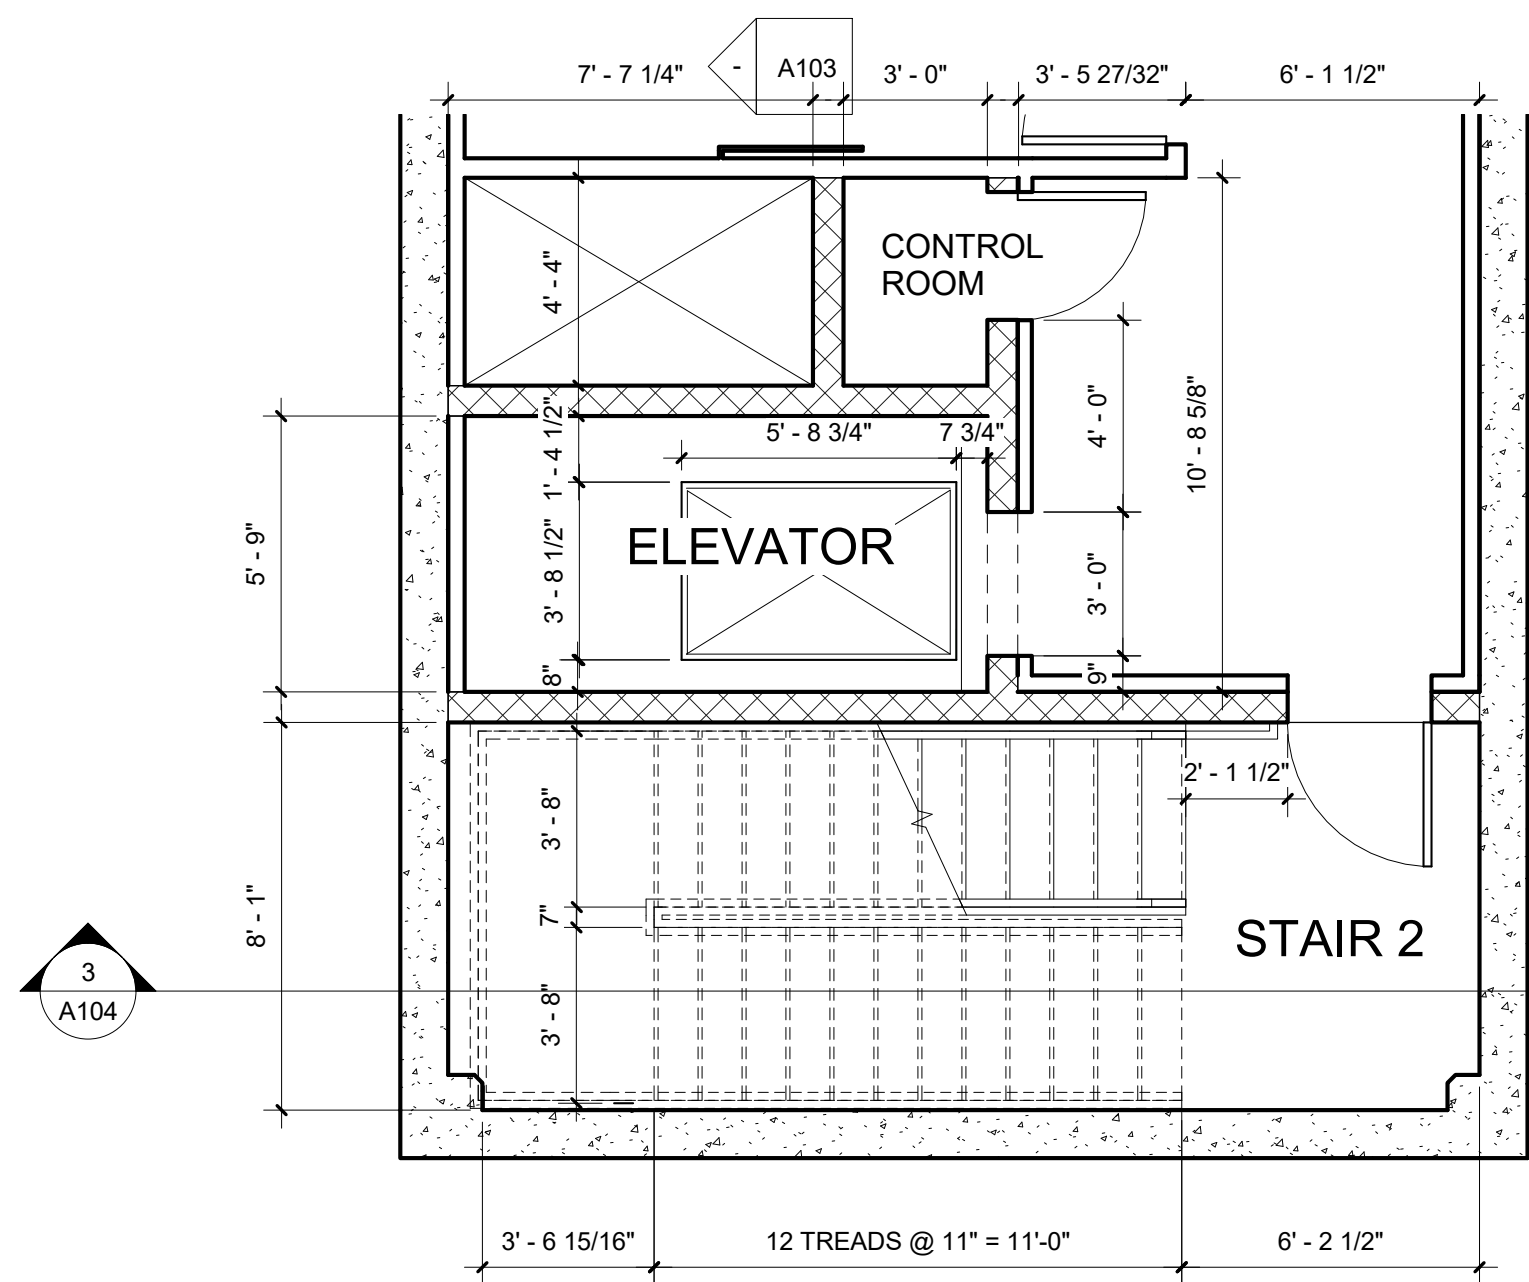 7' - 7 1/4"
-
A103
3' - 0"
3' - 5 27/32"
6' - 1 1/2"
CONTROL
ROOM
4' - 4"
1' - 4 1/2"
5' - 8 3/4"
7 3/4"
4' - 0"
10' - 8 5/8"
5' - 9"
3' - 8 1/2"
ELEVATOR
3' - 0"
8"
9"
2' - 1 1/2"
3' - 8"
7"
8' - 1"
STAIR 2
3
A104
3' - 8"
3' - 6 15/16"
12 TREADS @ 11" = 11'-0"
6' - 2 1/2"